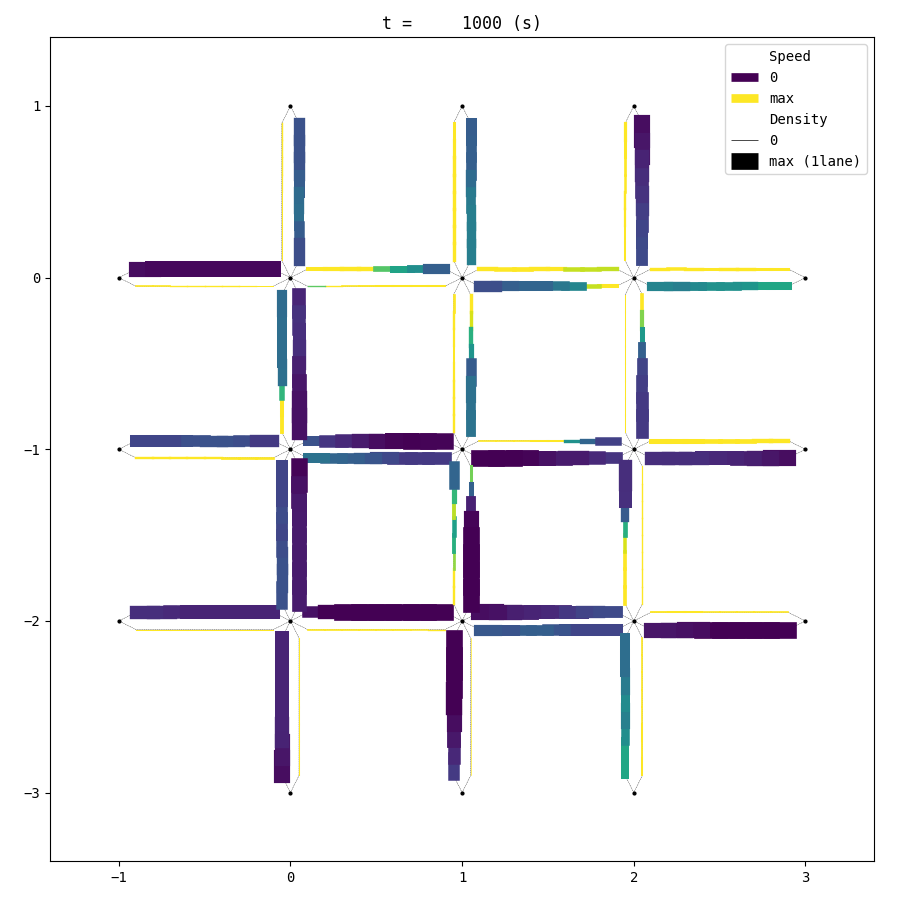 t =     1000 (s)
Speed
0
max
Density
0
max (1lane)
1
0
−1
−2
−3
−1 0 1 2 3